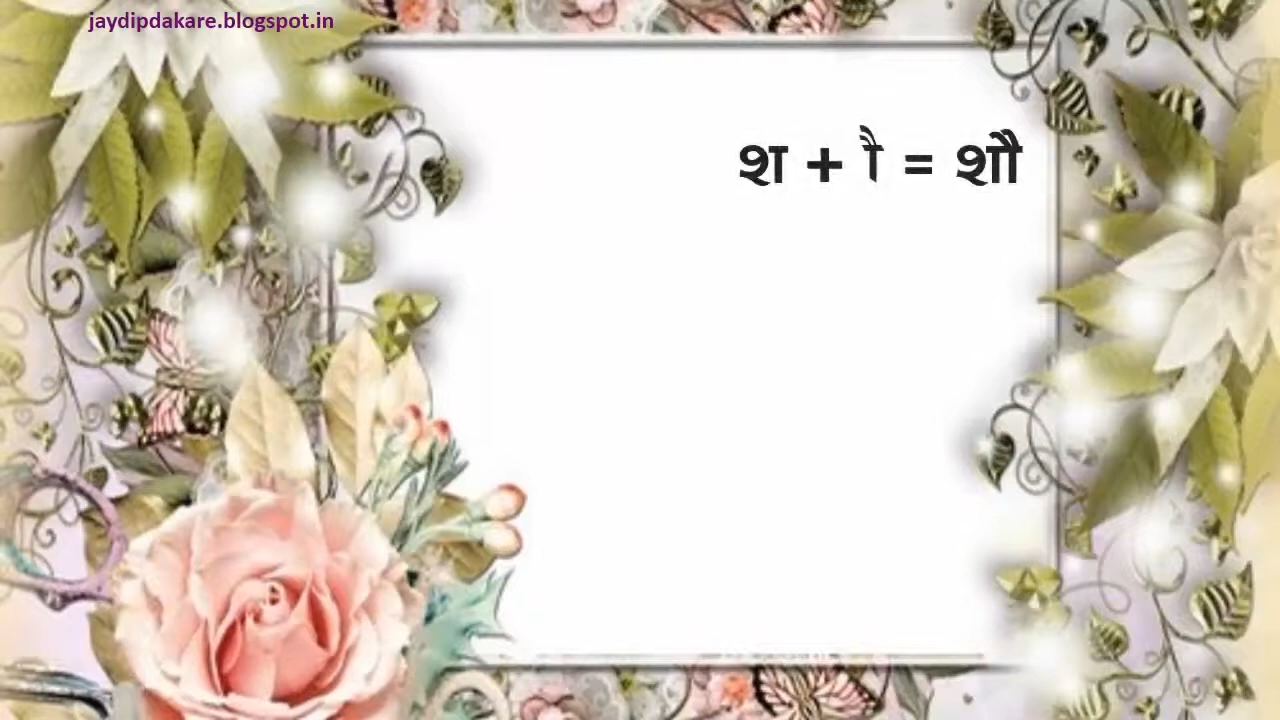 jaydipdakare.blogspot.in
श + ौ = शौ